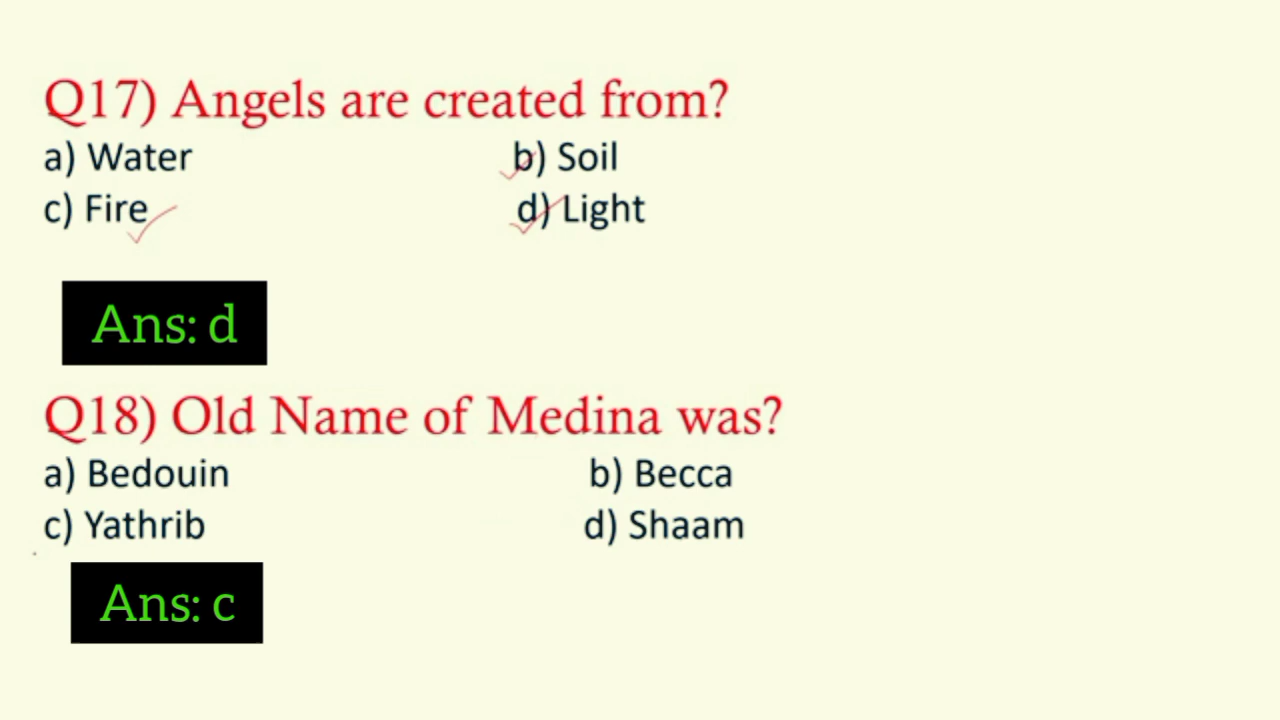 Q17) Angels are created from?
a) Water b) Soil
c) Fire d) Light
Ans: d
Q18) Old Name of Medina was?
a) Bedouin b) Becca
c) Yathrib d) Shaam
Ans: c